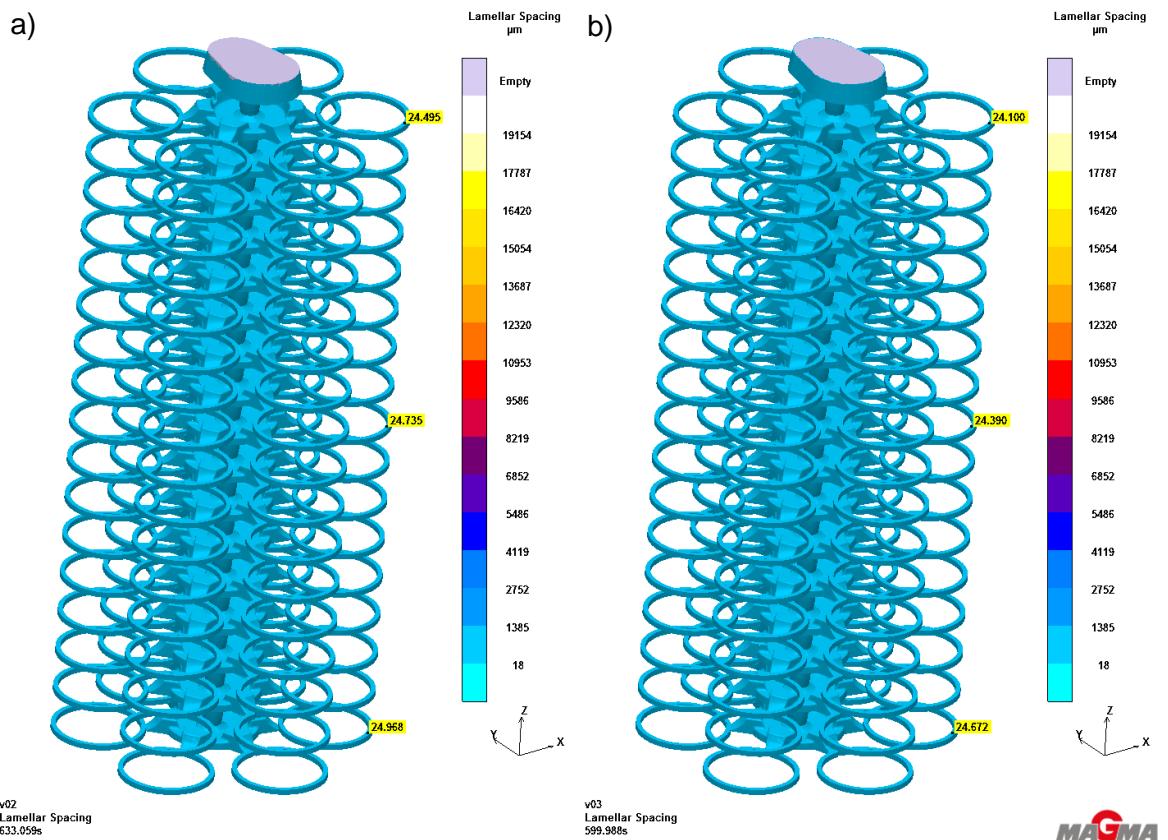 a)
Lamellar Spacing
µm
Empty
19154
17787
16420
15054
13687
12320
10953
9586
8219
6852
5486
4119
2752
1385
18
24.495
24.735
24.968
Z
Y
X
v02
Lamellar Spacing
633.059s
b)
Lamellar Spacing
µm
Empty
19154
17787
16420
15054
13687
12320
10953
9586
8219
6852
5486
4119
2752
1385
18
24.100
24.390
24.672
Z
Y
X
v03
Lamellar Spacing
599.988s
MAGMA